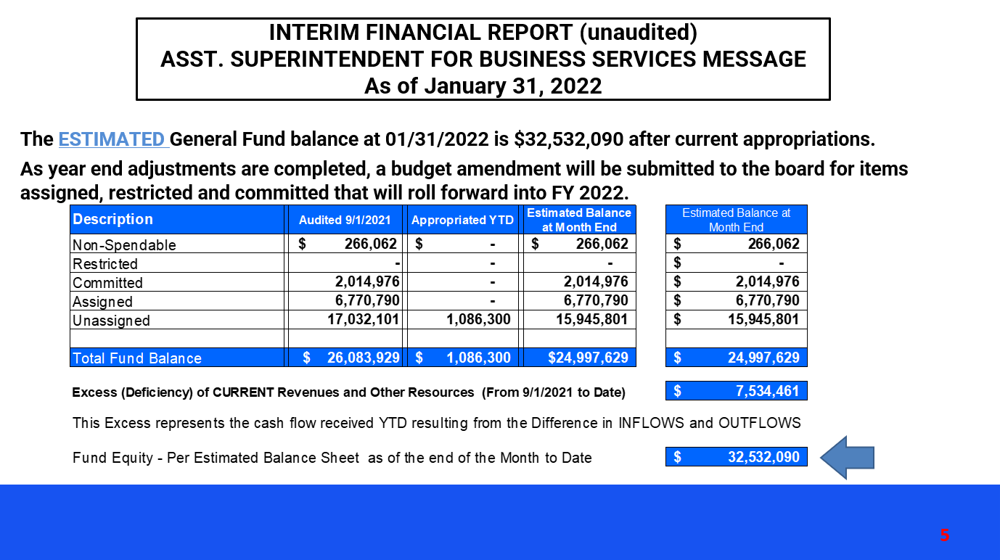 INTERIM FINANCIAL REPORT (unaudited)
ASST. SUPERINTENDENT FOR BUSINESS SERVICES MESSAGE
As of January 31, 2022
The ESTIMATED General Fund balance at 01/31/2022 is $32,532,090 after current appropriations.
As year end adjustments are completed, a budget amendment will be submitted to the board for items
assigned, restricted and committed that will roll forward into FY 2022.
Description Audited 9/1/2021 Appropriated YTD Estimated Balance at Month End Estimated Balance at Month End
Non-Spendable $ 266,062 $ - $ 266,062 $ 266,062
Restricted - - - $ -
Committed 2,014,976 - 2,014,976 $ 2,014,976
Assigned 6,770,790 - 6,770,790 $ 6,770,790
Unassigned 17,032,101 1,086,300 15,945,801 $ 15,945,801
Total Fund Balance $ 26,083,929 $ 1,086,300 $24,997,629 $ 24,997,629
Excess (Deficiency) of CURRENT Revenues and Other Resources (From 9/1/2021 to Date) $ 7,534,461
This Excess represents the cash flow received YTD resulting from the Difference in INFLOWS and OUTFLOWS
Fund Equity - Per Estimated Balance Sheet as of the end of the Month to Date $ 32,532,090
5